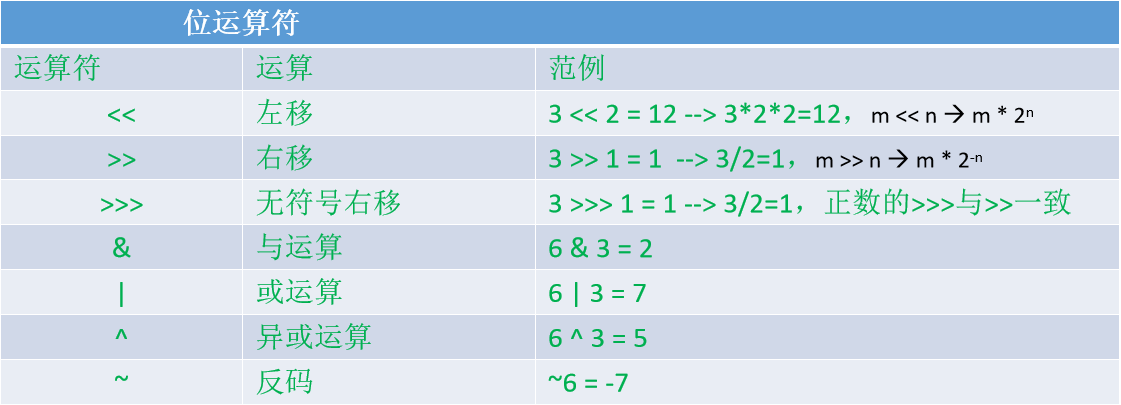 位运算符
运算符 运算 范例
<< 左移 3 << 2 = 12 --> 3*2*2=12，m << n → m * 2ⁿ
>> 右移 3 >> 1 = 1 --> 3/2=1，m >> n → m * 2⁻ⁿ
>>> 无符号右移 3 >>> 1 = 1 --> 3/2=1，正数的>>>与>>一致
& 与运算 6 & 3 = 2
| 或运算 6 | 3 = 7
^ 异或运算 6 ^ 3 = 5
~ 反码 ~6 = -7